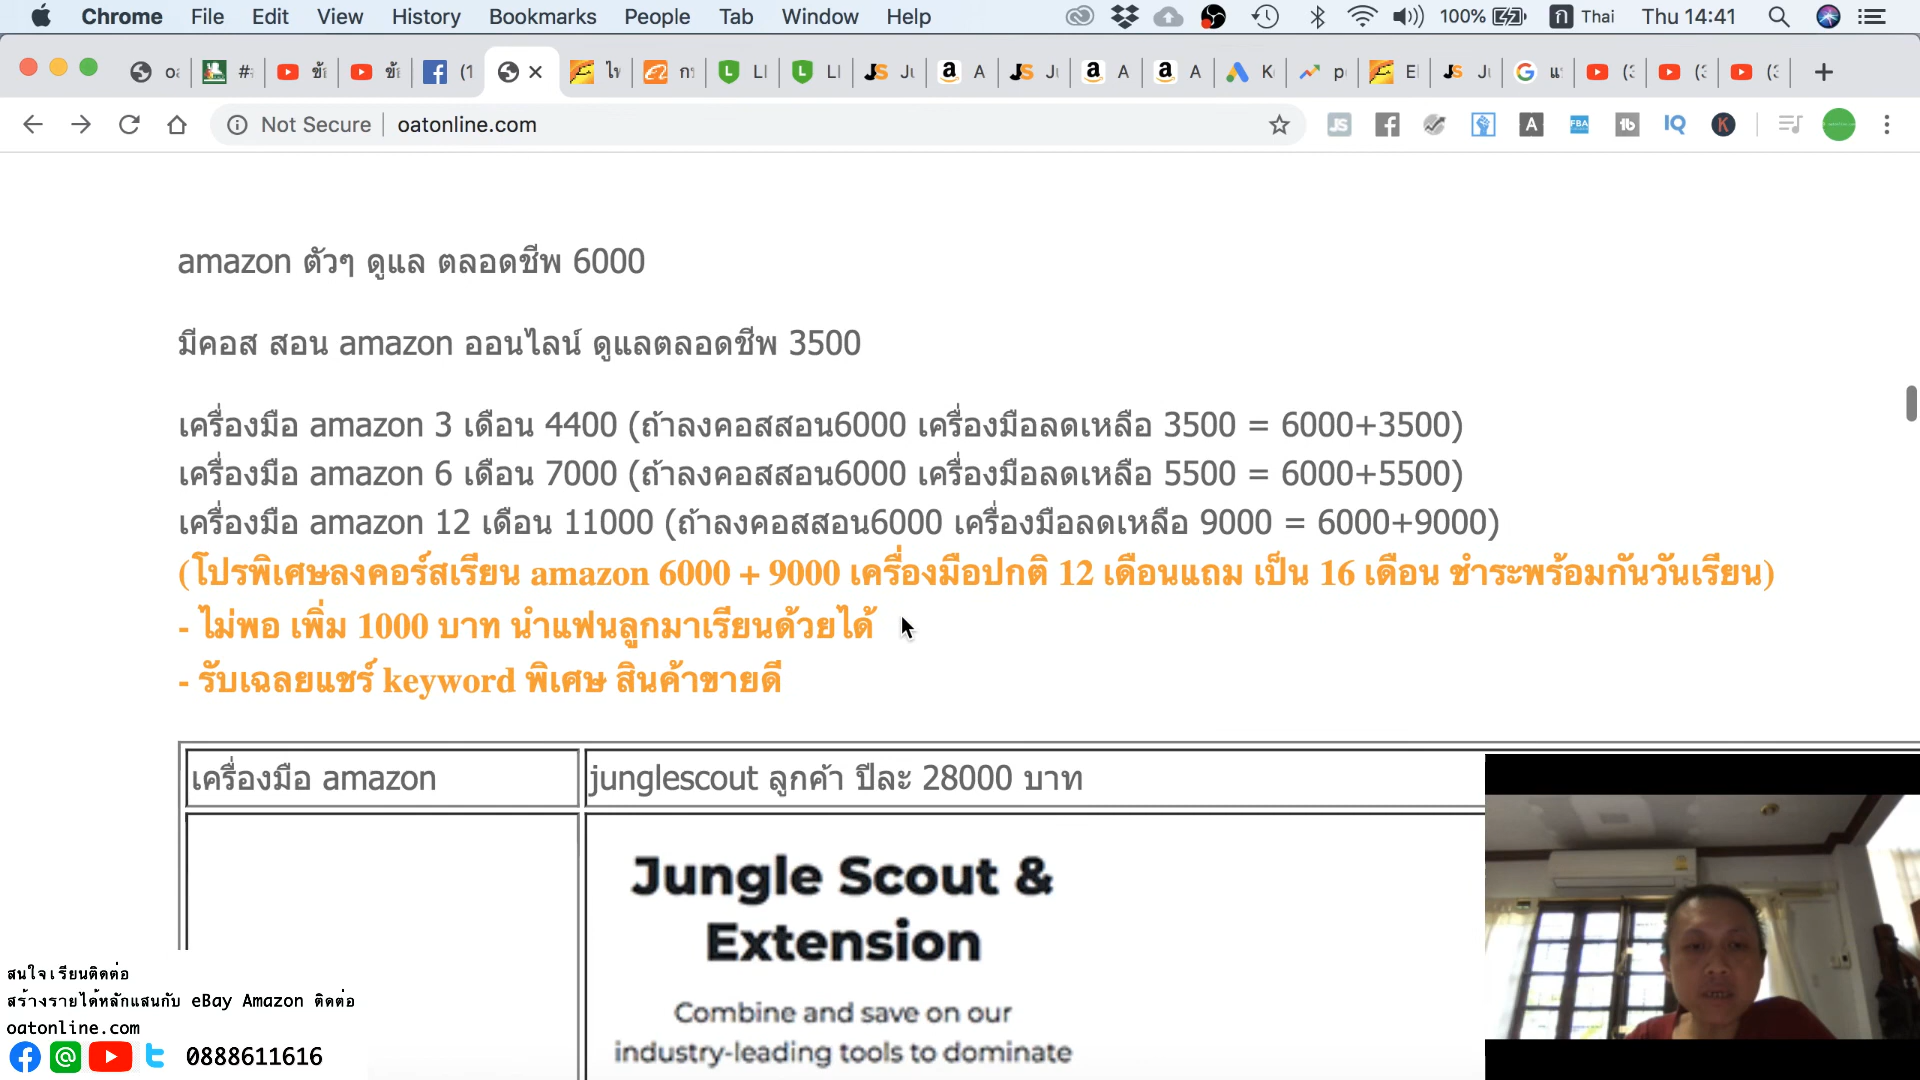 Chrome File Edit View History Bookmarks People Tab Window Help 100% ก Thai Thu 14:41
Not Secure oatonline.com
amazon ตัวๆ ดูแล ตลอดชีพ 6000
มีคอส สอน amazon ออนไลน์ ดูแลตลอดชีพ 3500
เครื่องมือ amazon 3 เดือน 4400 (ถ้าลงคอสสอน6000 เครื่องมือลดเหลือ 3500 = 6000+3500)
เครื่องมือ amazon 6 เดือน 7000 (ถ้าลงคอสสอน6000 เครื่องมือลดเหลือ 5500 = 6000+5500)
เครื่องมือ amazon 12 เดือน 11000 (ถ้าลงคอสสอน6000 เครื่องมือลดเหลือ 9000 = 6000+9000)
(โปรพิเศษลงคอร์สเรียน amazon 6000 + 9000 เครื่องมือปกติ 12 เดือนแถม เป็น 16 เดือน ชำระพร้อมกันวันเรียน)
- ไม่พอ เพิ่ม 1000 บาท นำแฟนลูกมาเรียนด้วยได้
- รับเฉลยแชร์ keyword พิเศษ สินค้าขายดี
เครื่องมือ amazon junglescout ลูกค้า ปีละ 28000 บาท
Jungle Scout &
Extension
Combine and save on our
industry-leading tools to dominate
สนใจเรียนติดต่อ
สร้างรายได้หลักแสนกับ eBay Amazon ติดต่อ
oatonline.com
0888611616